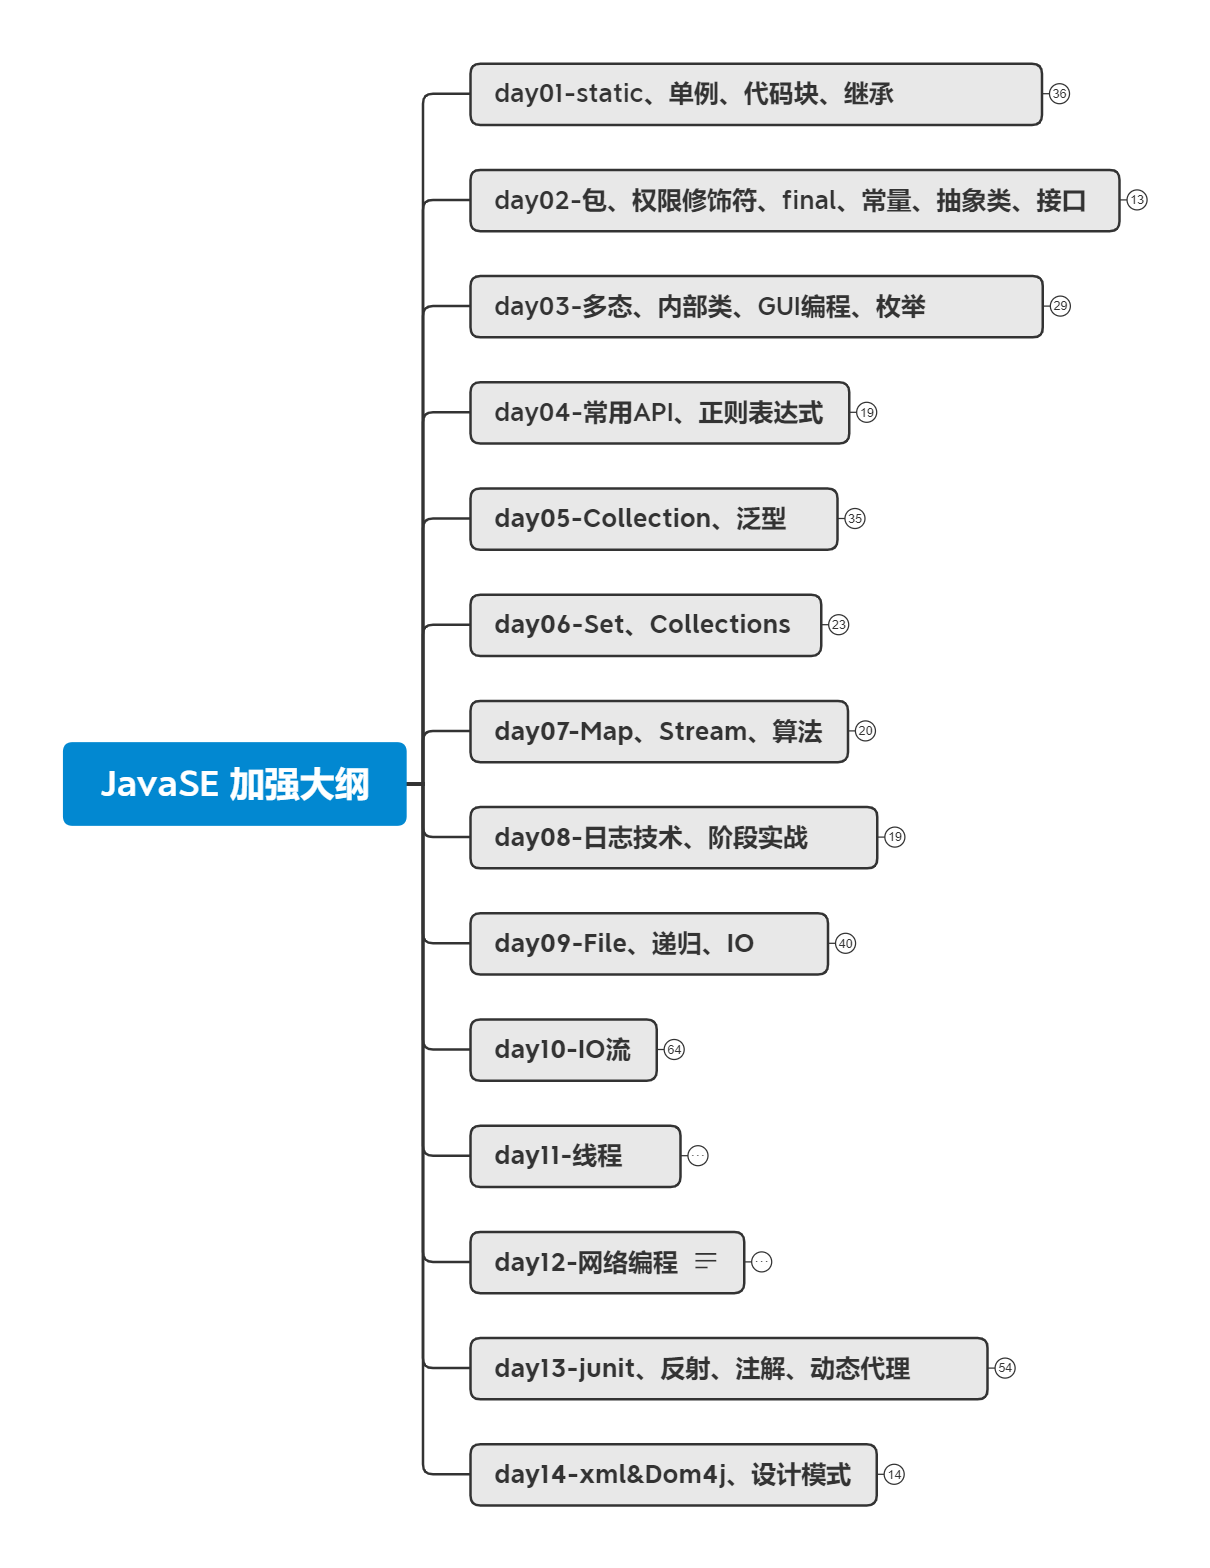 day01-static、单例、代码块、继承
36
day02-包、权限修饰符、final、常量、抽象类、接口
13
day03-多态、内部类、GUI编程、枚举
29
day04-常用API、正则表达式
19
day05-Collection、泛型
35
day06-Set、Collections
23
day07-Map、Stream、算法
20
JavaSE 加强大纲
day08-日志技术、阶段实战
19
day09-File、递归、IO
40
day10-IO流
64
day11-线程
...
day12-网络编程
...
day13-junit、反射、注解、动态代理
54
day14-xml&Dom4j、设计模式
14